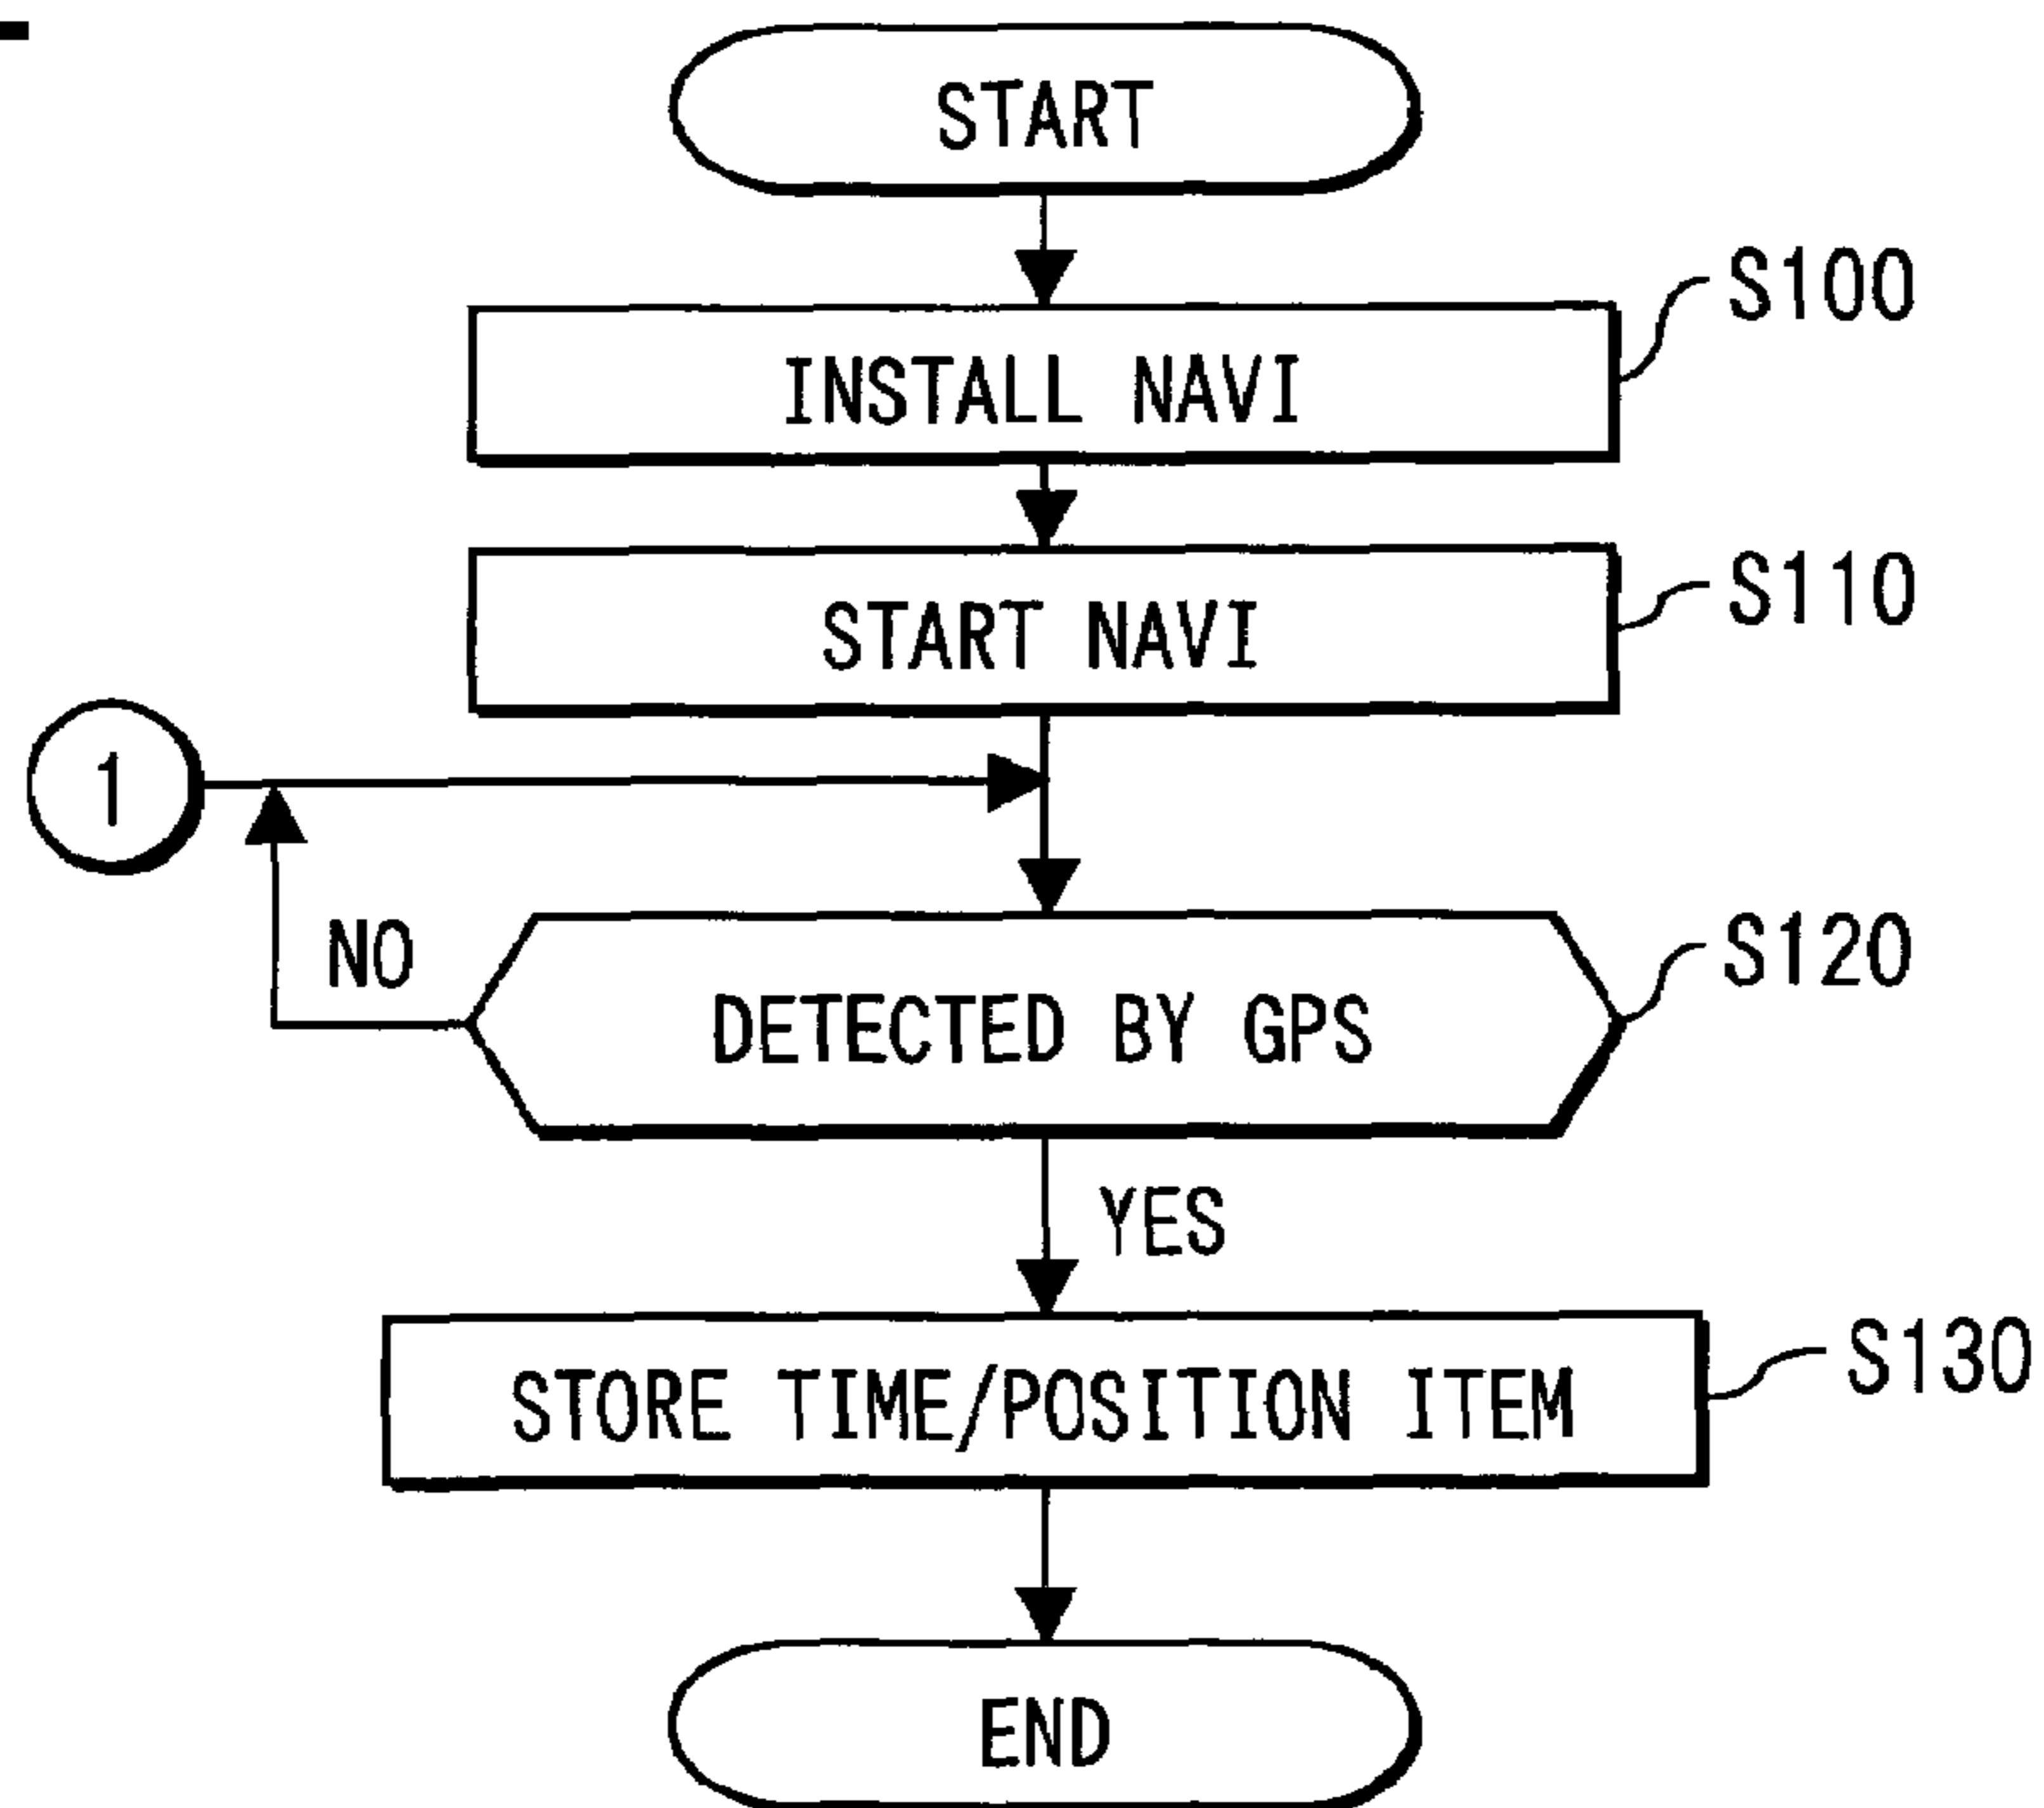 START
S100
INSTALL NAVI
S110
START NAVI
1
S120
NO
DETECTED BY GPS
YES
S130
STORE TIME/POSITION ITEM
END